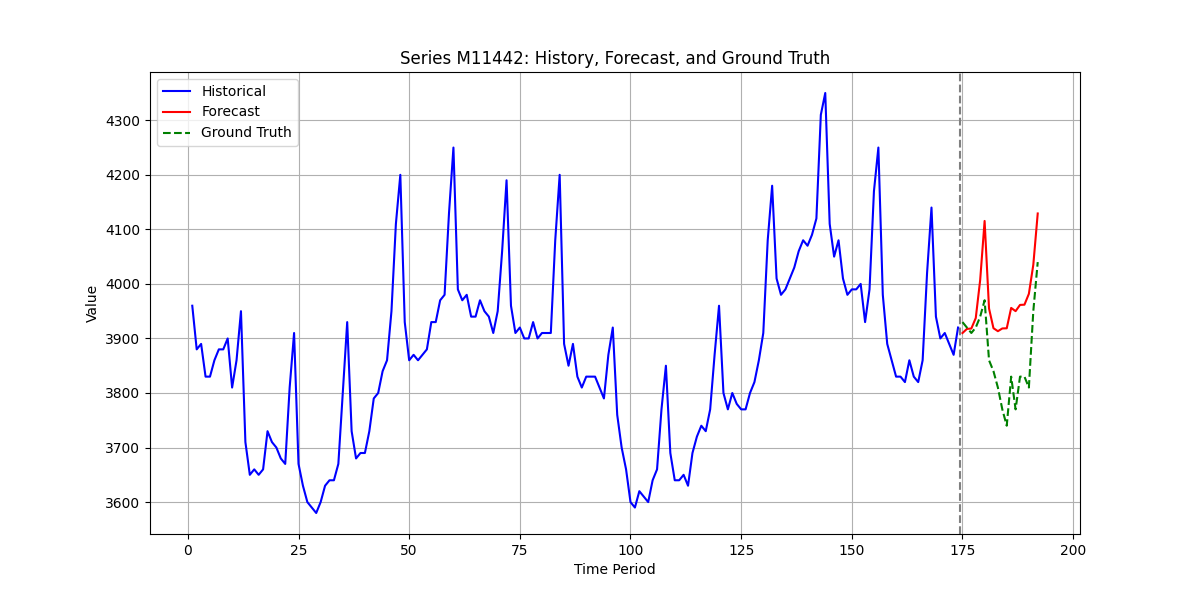 Series M11442: History, Forecast, and Ground Truth
Historical
Forecast
Ground Truth
4300
4200
4100
4000
3900
3800
3700
3600
Value
0 25 50 75 100 125 150 175 200
Time Period